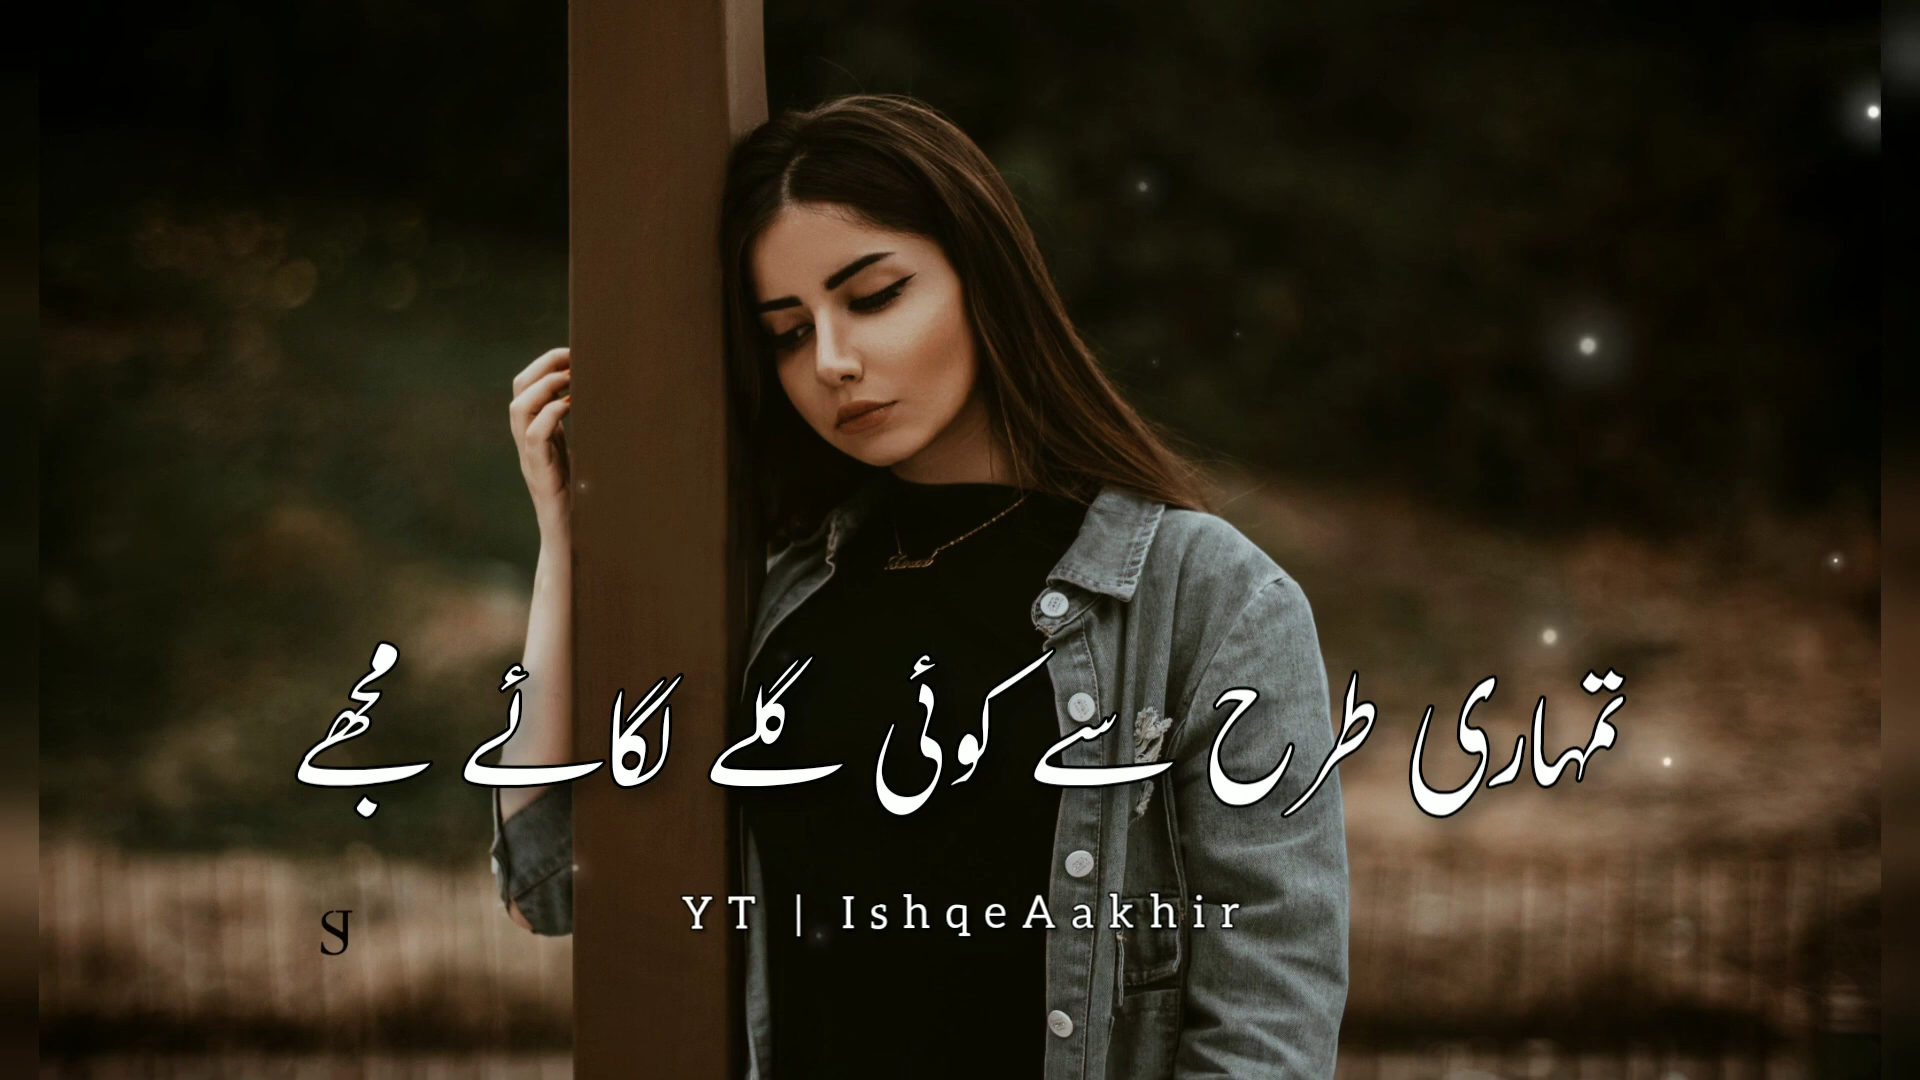 تمہاری طرح سے کوئی گلے لگائے مجھے
YT | IshqeAakhir
SJ